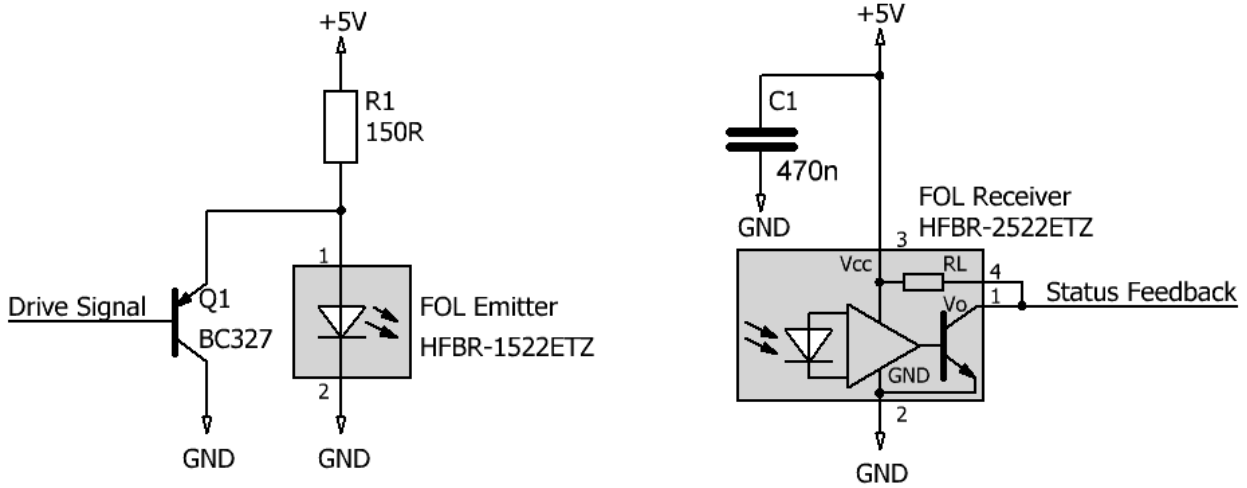 +5V
R1
150R
1
Drive Signal
Q1
BC327
FOL Emitter
HFBR-1522ETZ
2
GND
GND
+5V
C1
470n
GND
FOL Receiver
HFBR-2522ETZ
3
Vcc
RL
4
Vo
1
Status Feedback
GND
2
GND